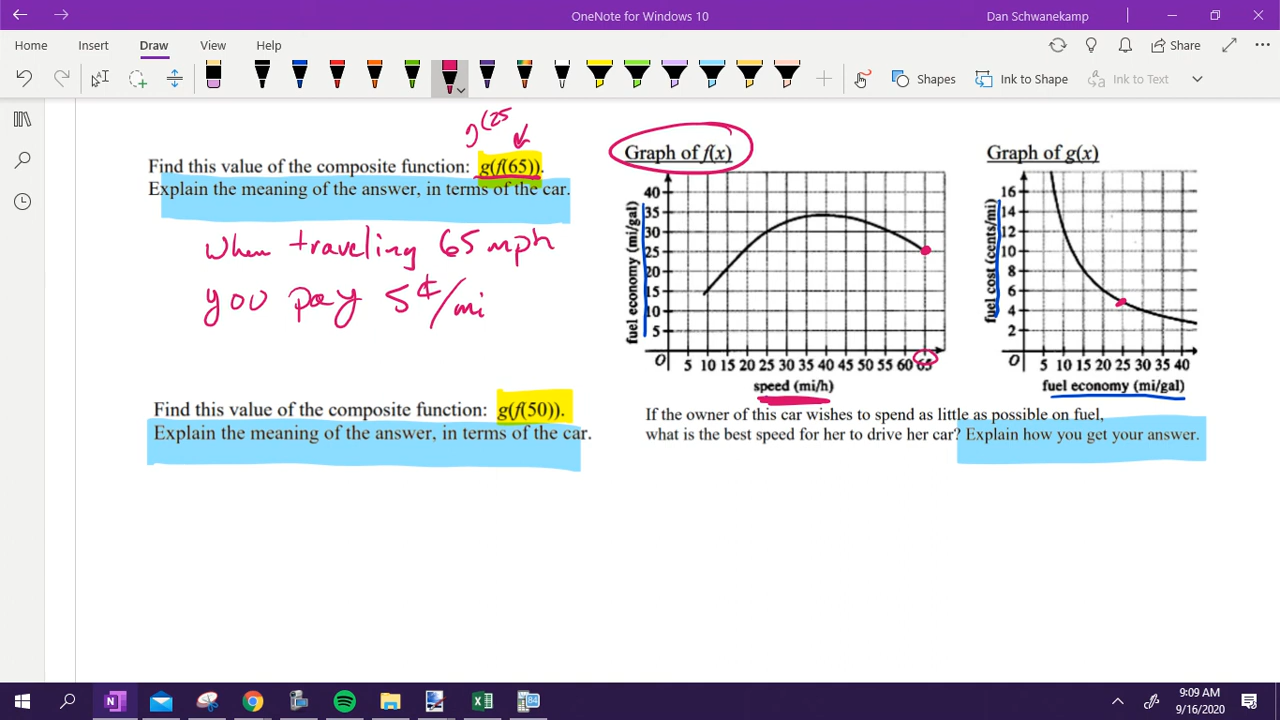 OneNote for Windows 10
Dan Schwanekamp
Home
Insert
Draw
View
Help
Share
Shapes
Ink to Shape
Ink to Text
g(25
Find this value of the composite function: g(f(65)).
Explain the meaning of the answer, in terms of the car.
When traveling 65 mph
you pay 5¢/mi
Find this value of the composite function: g(f(50)).
Explain the meaning of the answer, in terms of the car.
Graph of f(x)
fuel economy (mi/gal)
40
35
30
25
20
15
10
5
O 5 10 15 20 25 30 35 40 45 50 55 60 65
speed (mi/h)
Graph of g(x)
fuel cost (cents/mi)
16
14
12
10
8
6
4
2
O 5 10 15 20 25 30 35 40
fuel economy (mi/gal)
If the owner of this car wishes to spend as little as possible on fuel,
what is the best speed for her to drive her car? Explain how you get your answer.
9:09 AM
9/16/2020